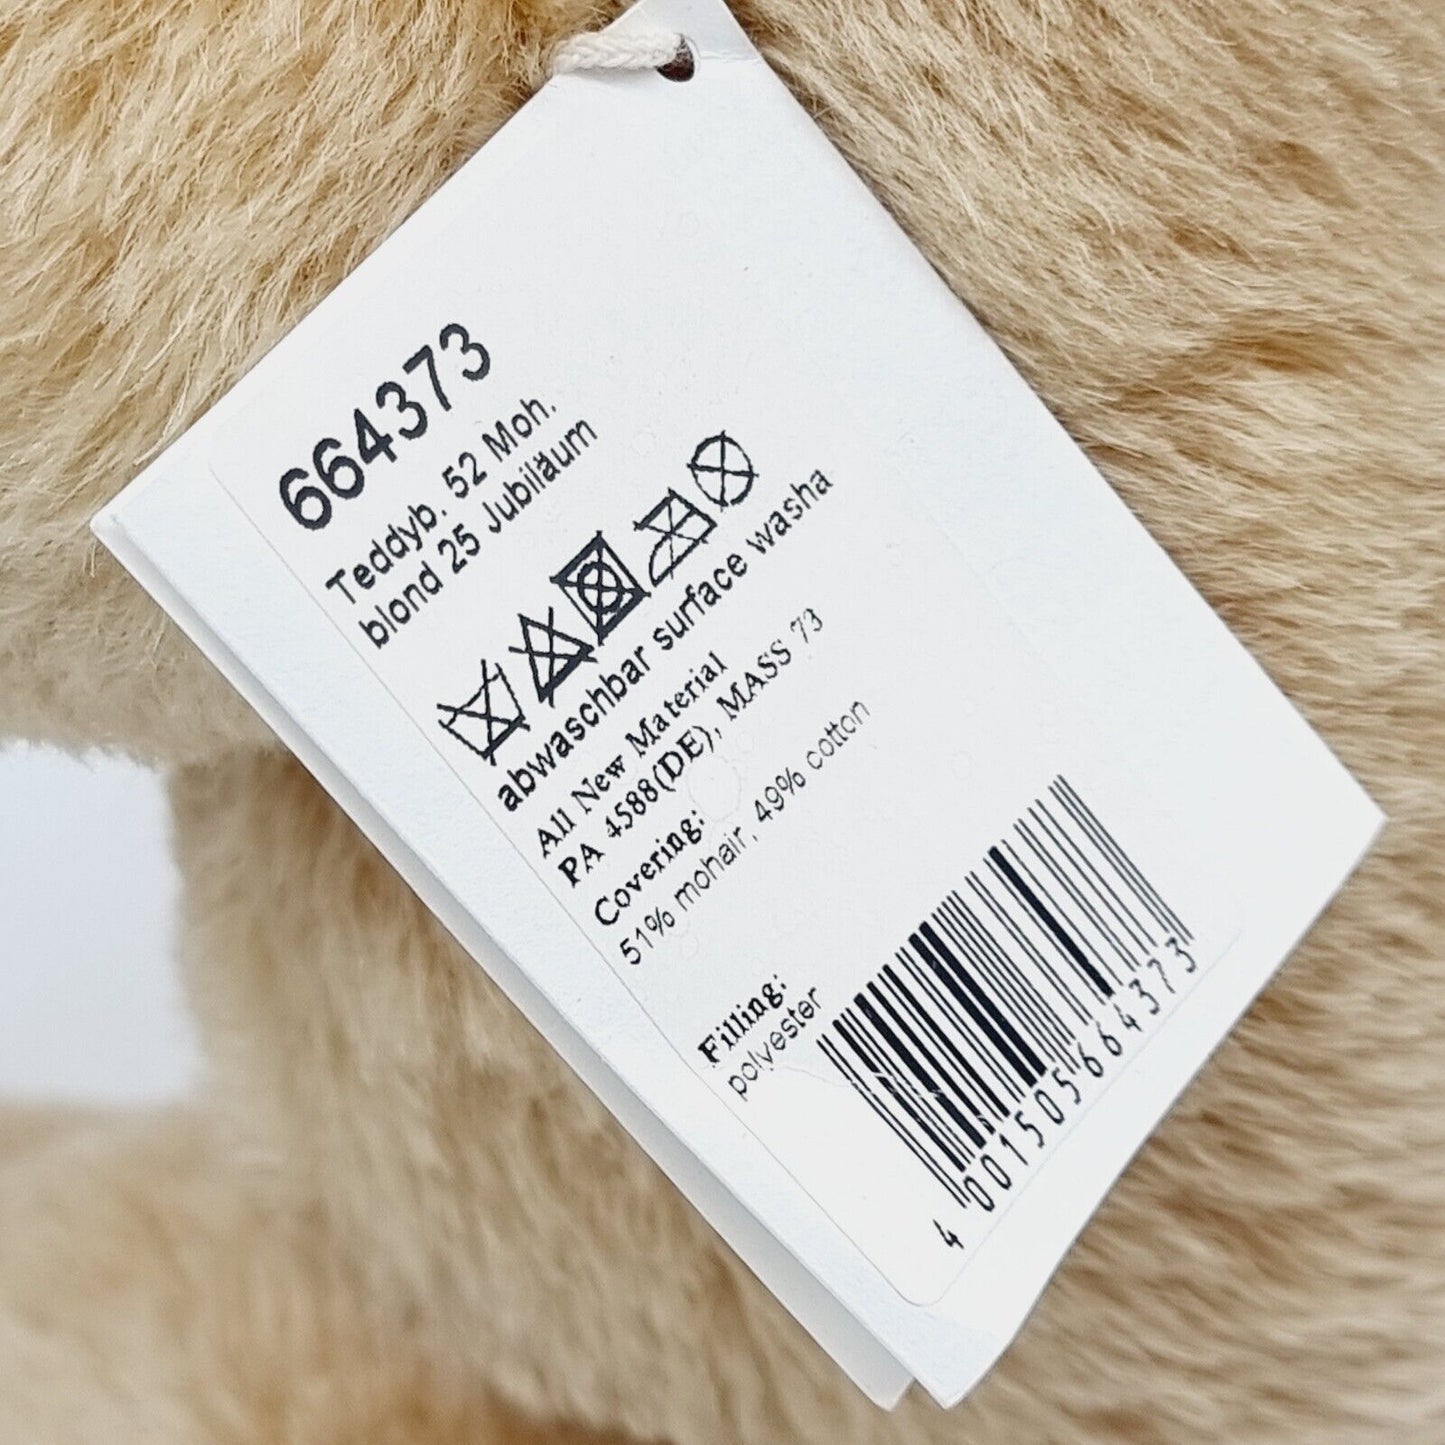 664373
Teddyb. 52 Moh.
blond 25 Jubiläum
abwaschbar surface washa
All New Material
PA 4588(DE), MASS 73
Covering:
51% mohair, 49% cotton
Filling:
polyester
4 001505 664373